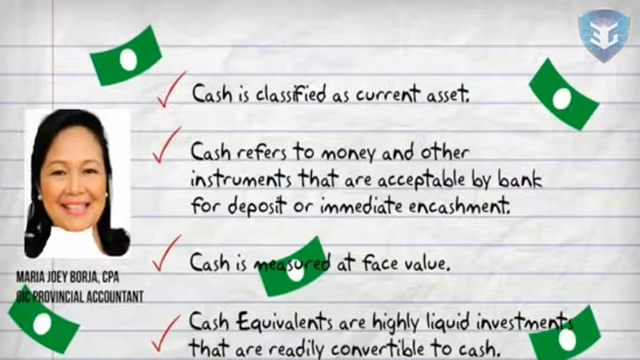 Cash is classified as current asset.
Cash refers to money and other
instruments that are acceptable by bank
for deposit or immediate encashment.
Cash is measured at face value.
MARIA JOEY BORJA, CPA
OIC PROVINCIAL ACCOUNTANT
Cash Equivalents are highly liquid investments
that are readily convertible to cash.